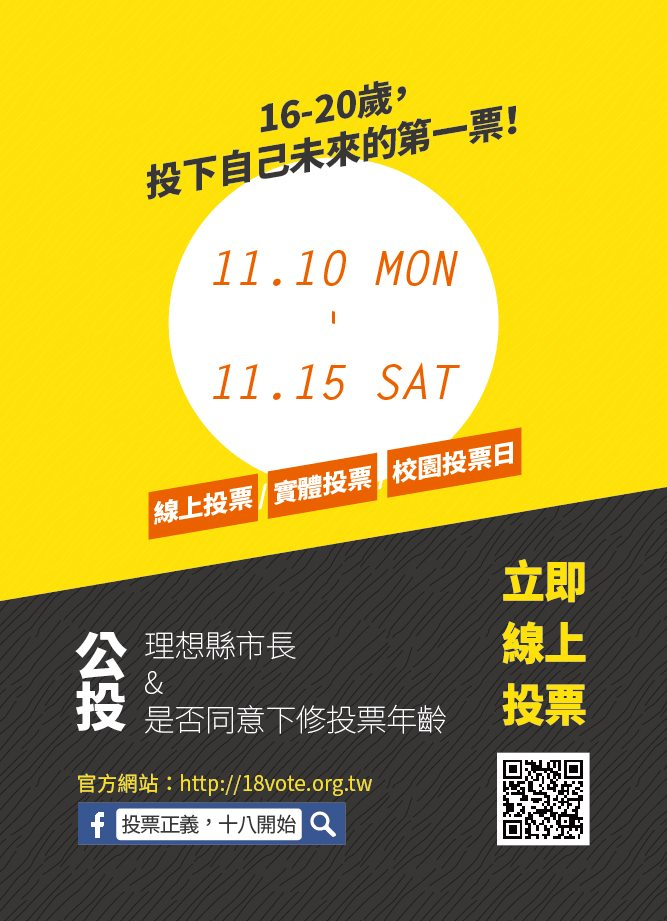 16-20歲，
投下自己未來的第一票!
11.10 MON
-
11.15 SAT
線上投票 / 實體投票 / 校園投票日
立即
線上
投票
公投
理想縣市長
&
是否同意下修投票年齡
官方網站：http://18vote.org.tw
f 投票正義，十八開始